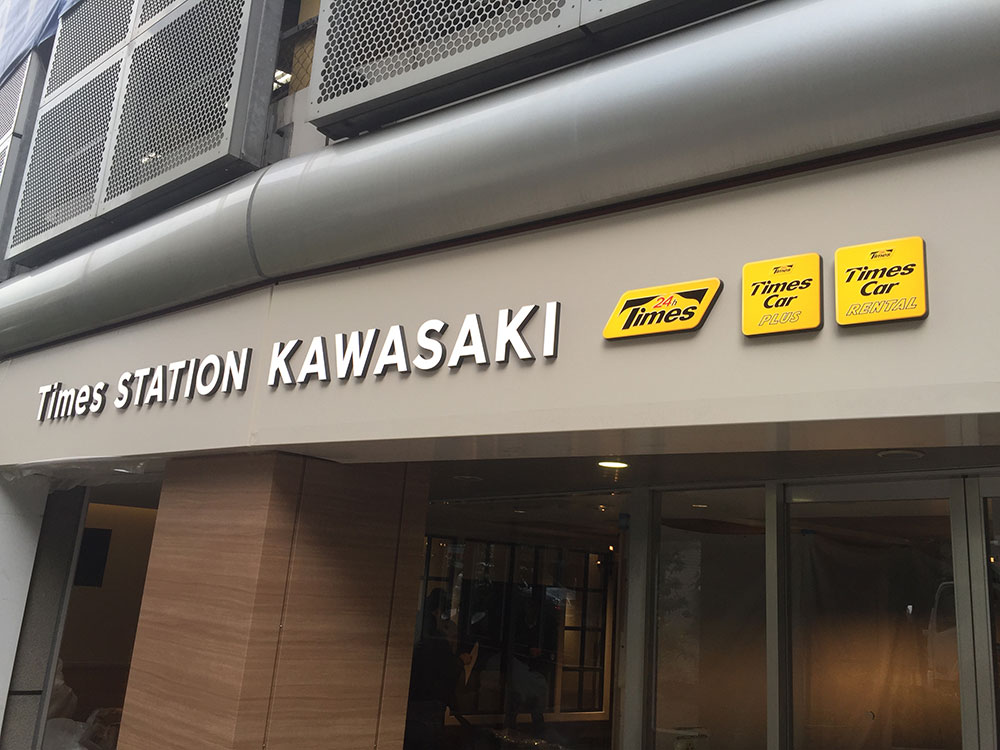 Times STATION KAWASAKI
24h
Times
Times
Times
Car
PLUS
Times
Times
Car
RENTAL